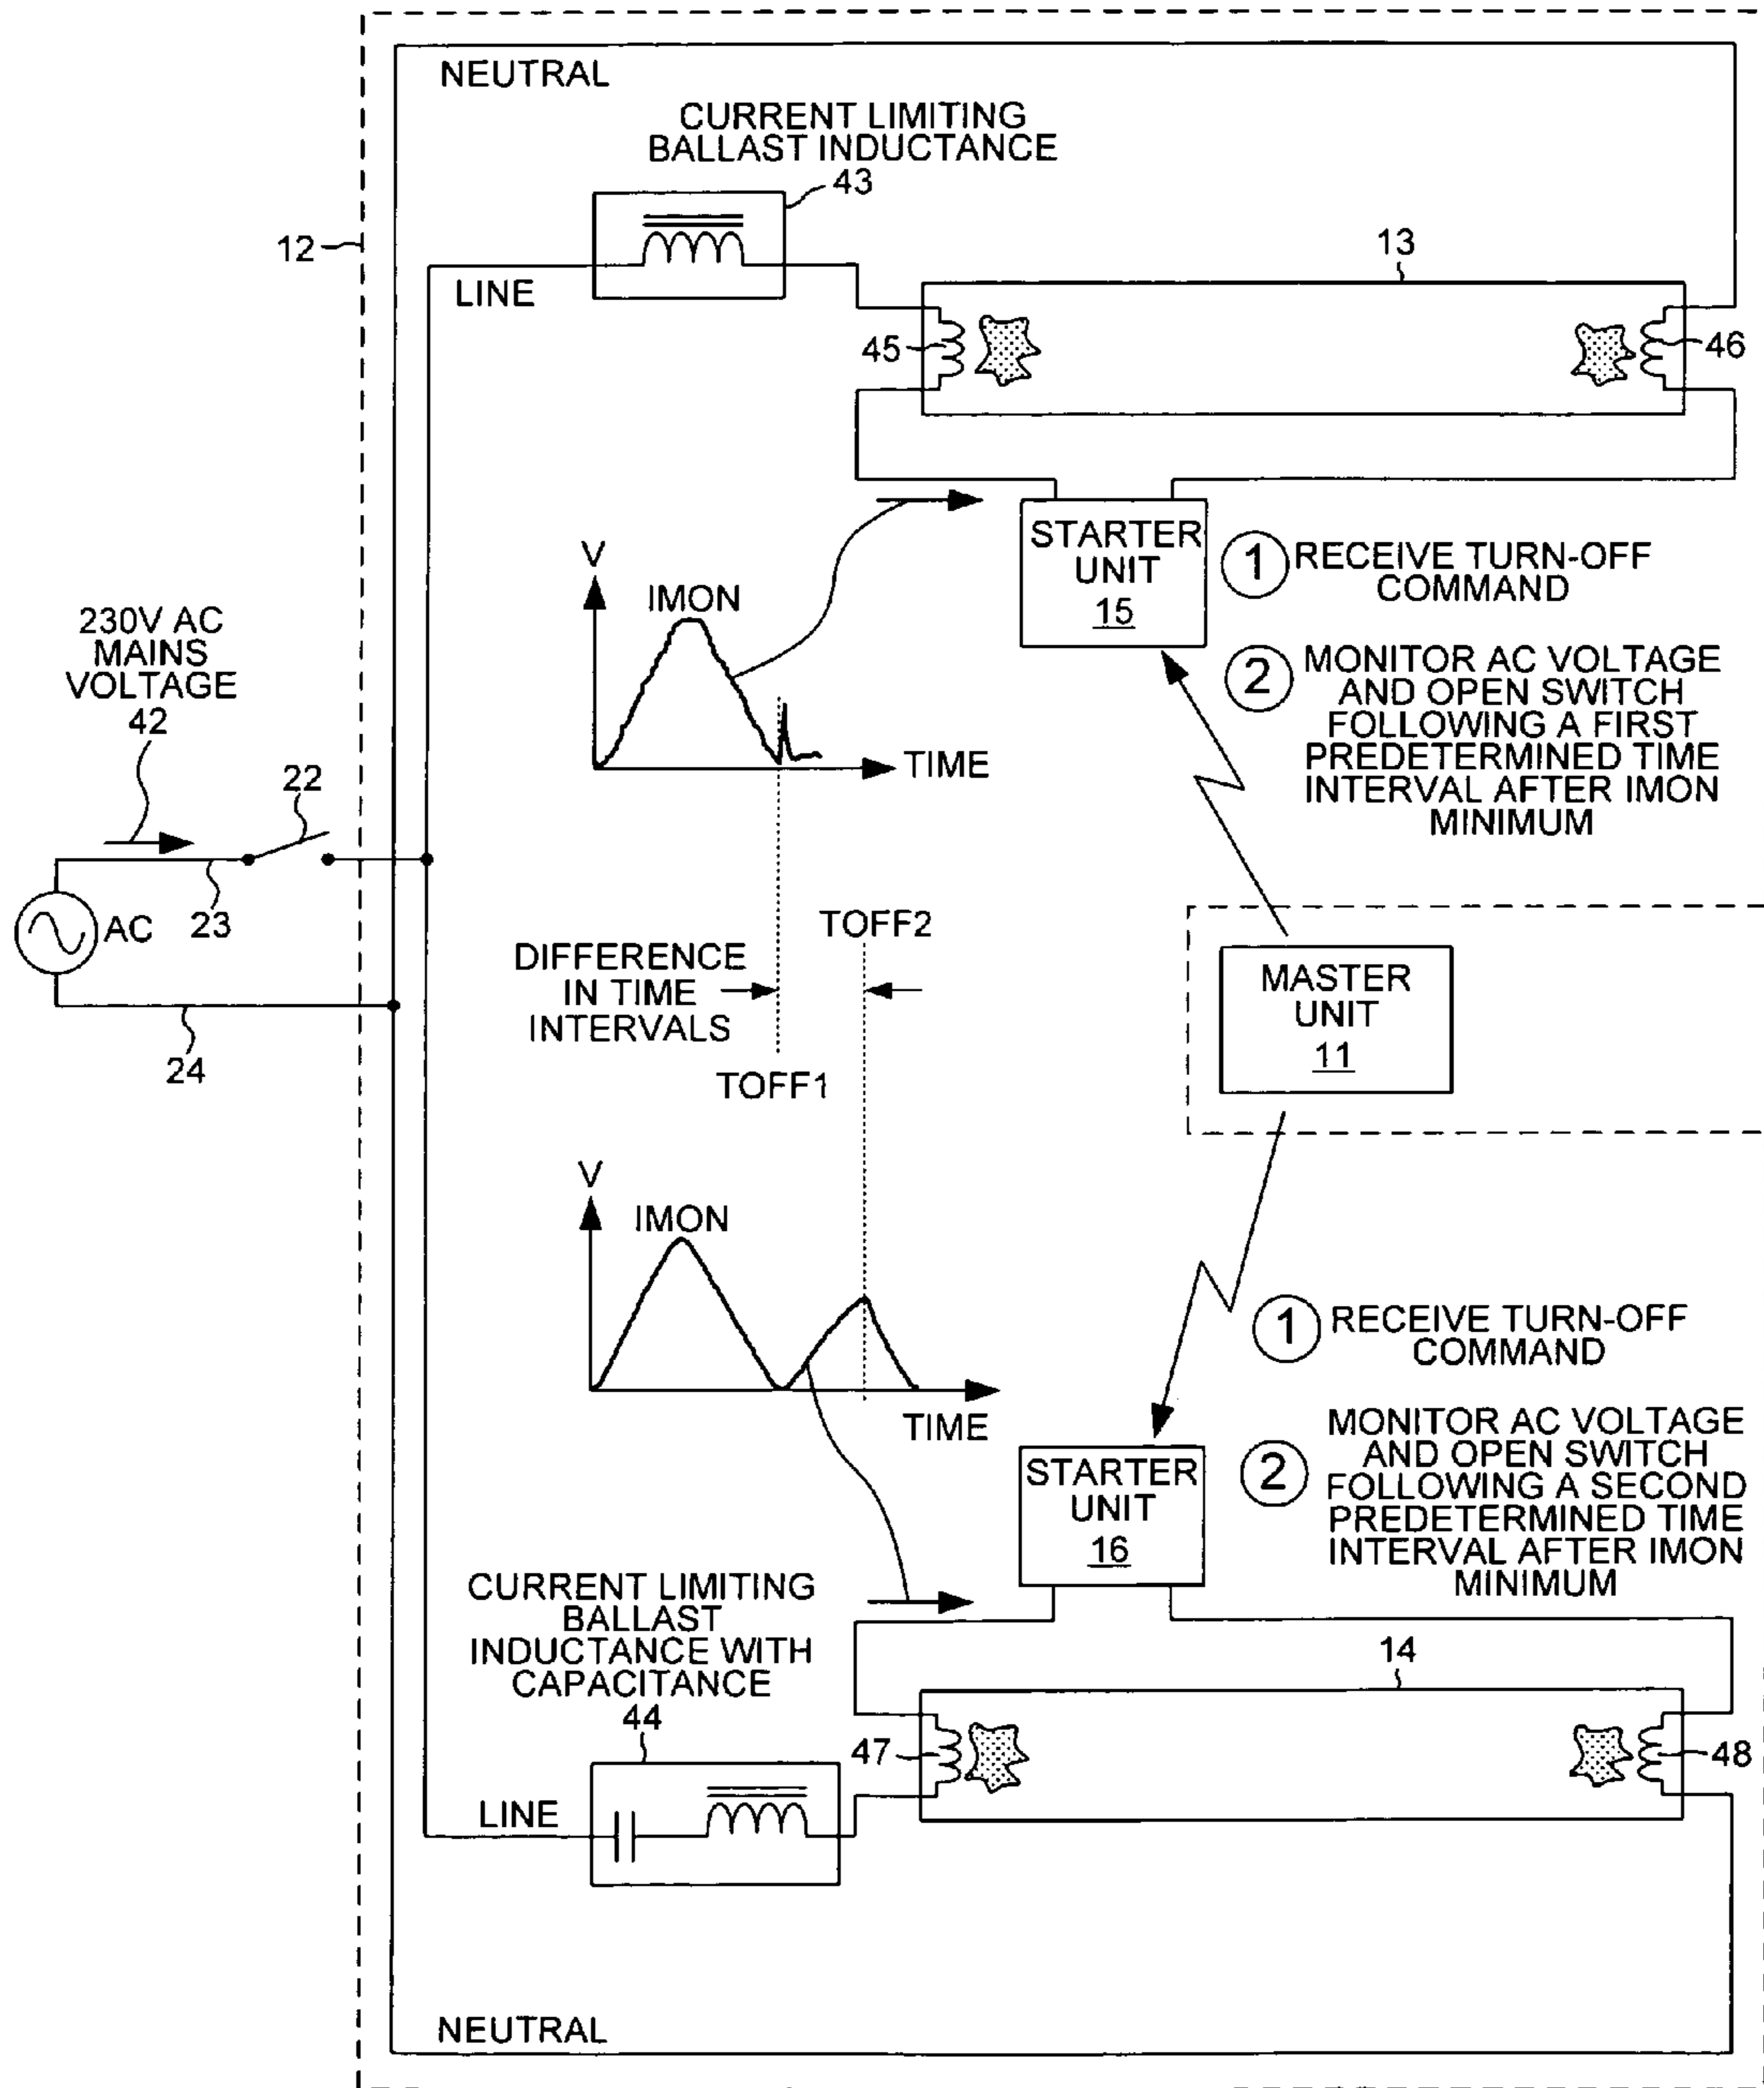 NEUTRAL
CURRENT LIMITING
BALLAST INDUCTANCE
43
12
LINE
13
45
46
STARTER
UNIT
15
1
RECEIVE TURN-OFF
COMMAND
V
IMON
TIME
2
MONITOR AC VOLTAGE
AND OPEN SWITCH
FOLLOWING A FIRST
PREDETERMINED TIME
INTERVAL AFTER IMON
MINIMUM
230V AC
MAINS
VOLTAGE
42
22
23
AC
24
TOFF2
DIFFERENCE
IN TIME
INTERVALS
TOFF1
MASTER
UNIT
11
V
IMON
TIME
1
RECEIVE TURN-OFF
COMMAND
STARTER
UNIT
16
2
MONITOR AC VOLTAGE
AND OPEN SWITCH
FOLLOWING A SECOND
PREDETERMINED TIME
INTERVAL AFTER IMON
MINIMUM
CURRENT LIMITING
BALLAST
INDUCTANCE WITH
CAPACITANCE
44
14
47
48
LINE
NEUTRAL